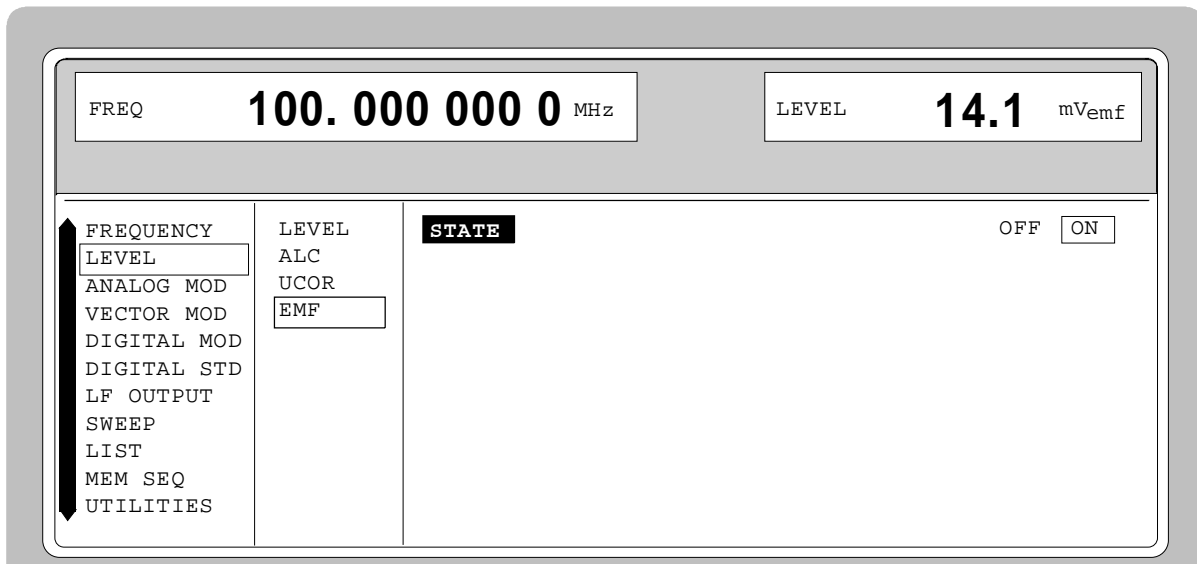 FREQ 100. 000 000 0 MHz
LEVEL 14.1 mVemf
FREQUENCY
LEVEL
ANALOG MOD
VECTOR MOD
DIGITAL MOD
DIGITAL STD
LF OUTPUT
SWEEP
LIST
MEM SEQ
UTILITIES
LEVEL
ALC
UCOR
EMF
STATE OFF ON